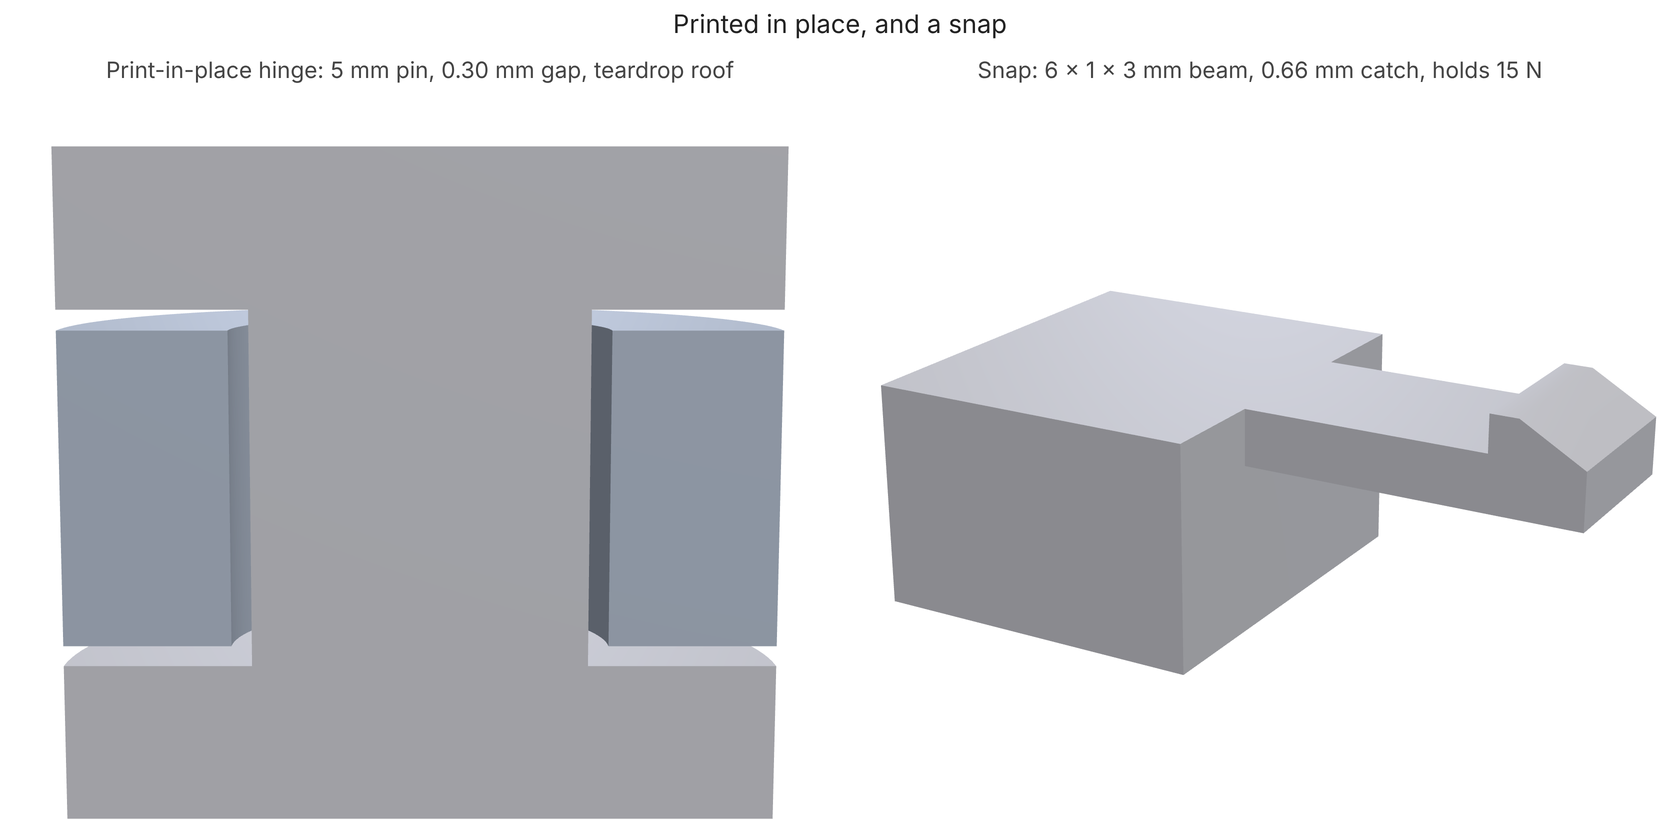 Printed in place, and a snap
Print-in-place hinge: 5 mm pin, 0.30 mm gap, teardrop roof
Snap: 6 × 1 × 3 mm beam, 0.66 mm catch, holds 15 N